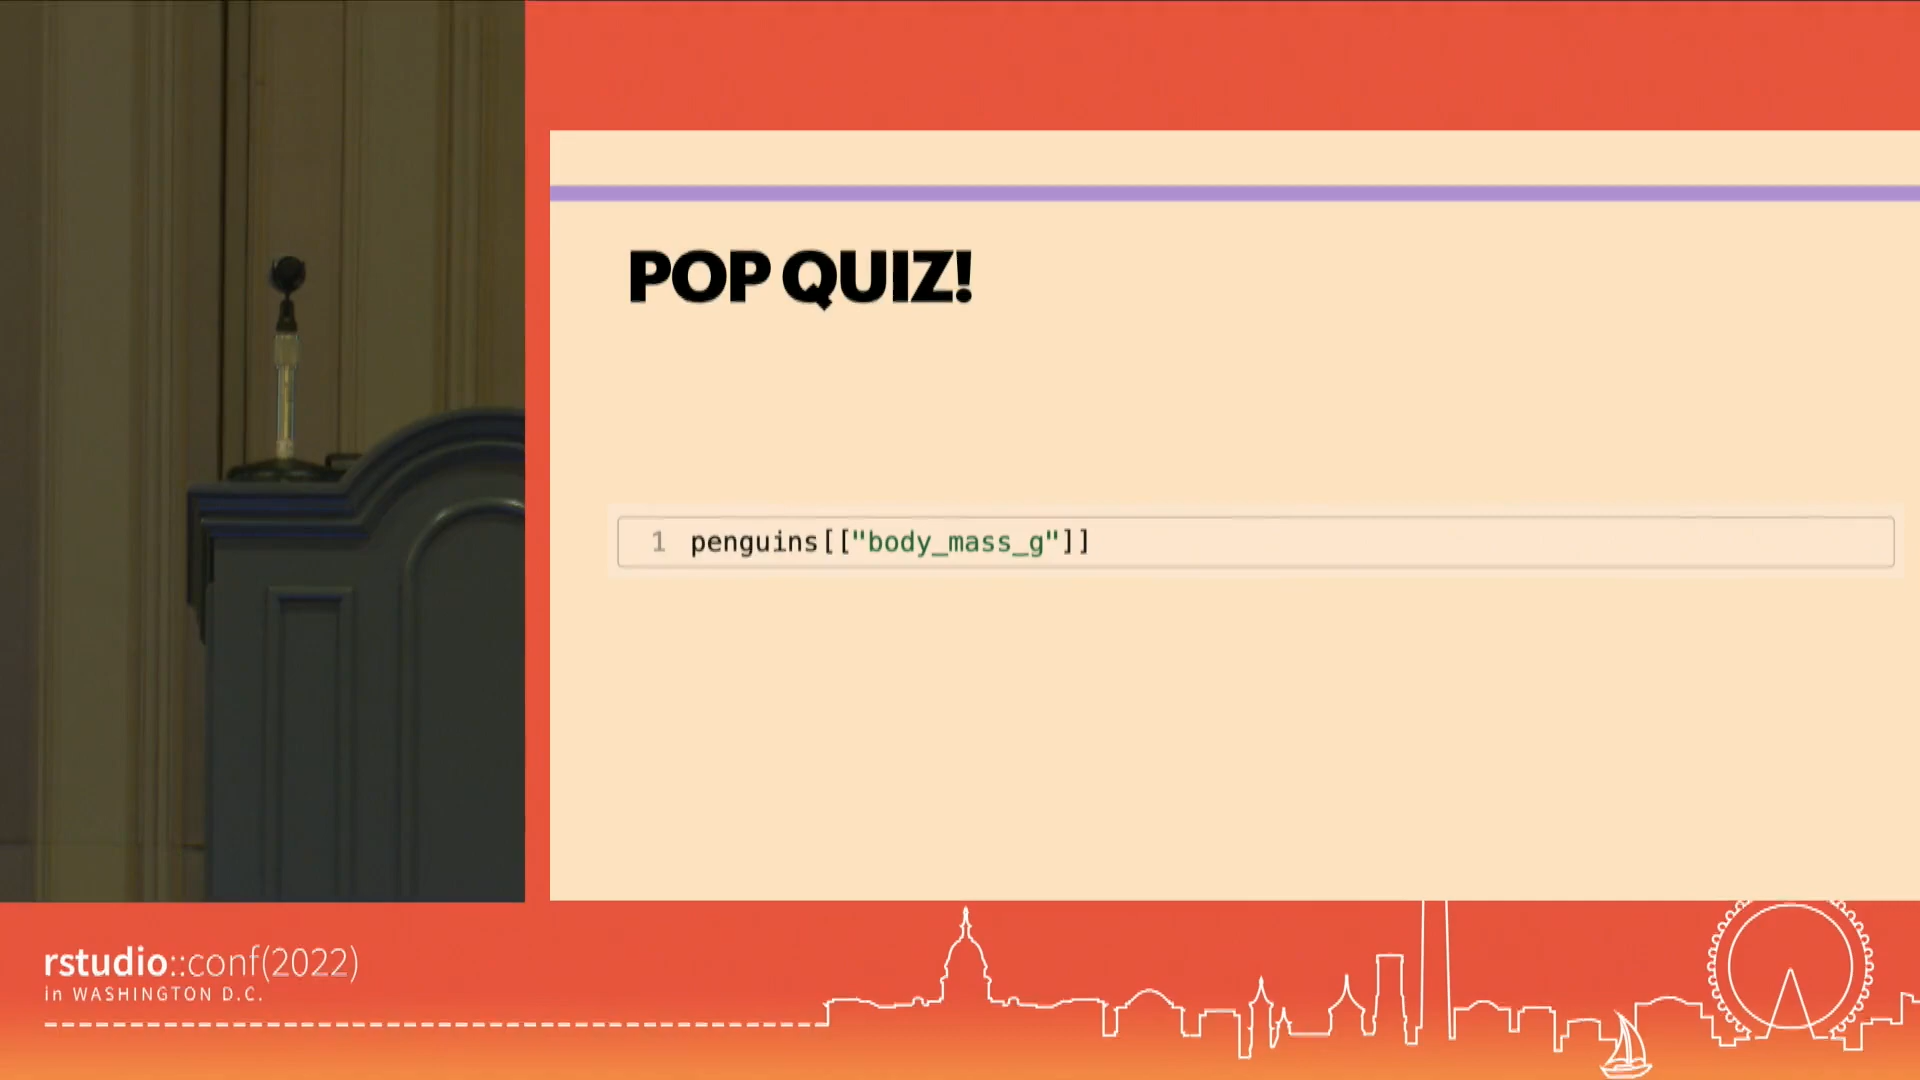 POP QUIZ!
1 penguins[["body_mass_g"]]
rstudio::conf(2022)
in WASHINGTON D.C.